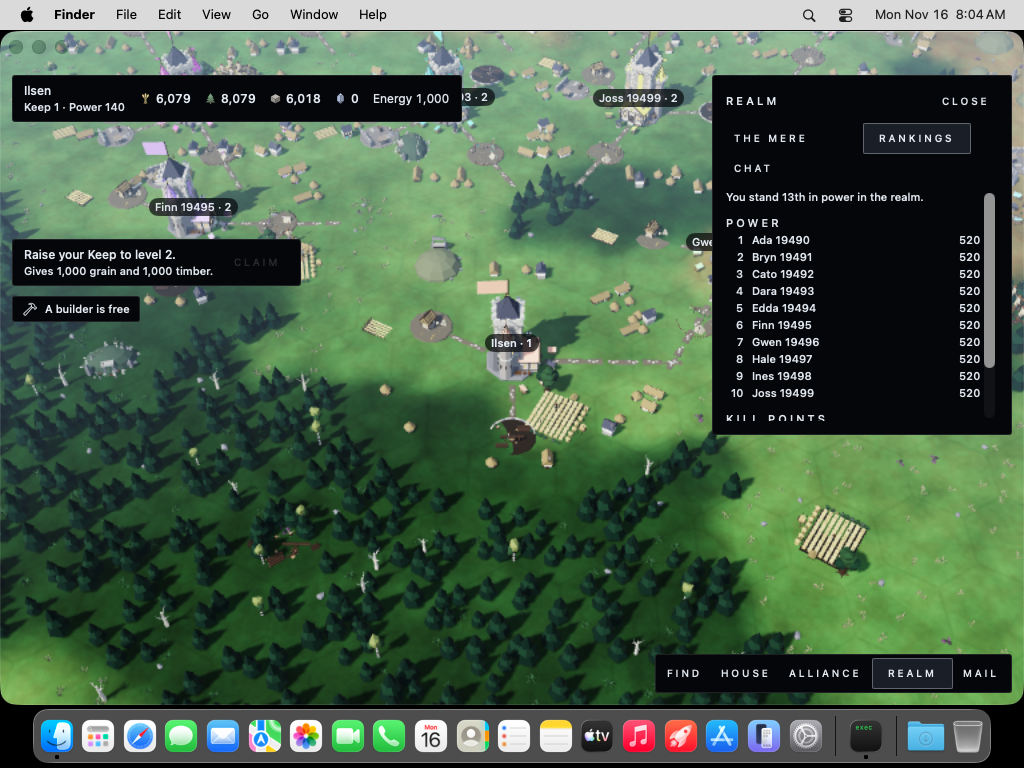 Finder File Edit View Go Window Help Mon Nov 16 8:04 AM
Ilsen
Keep 1 · Power 140
6,079 8,079 6,018 0 Energy 1,000
· 2
Joss 19499 · 2
Finn 19495 · 2
Raise your Keep to level 2.
Gives 1,000 grain and 1,000 timber.
CLAIM
A builder is free
Ilsen · 1
REALM CLOSE
THE MERE RANKINGS
CHAT
You stand 13th in power in the realm.
POWER
1 Ada 19490 520
2 Bryn 19491 520
3 Cato 19492 520
4 Dara 19493 520
5 Edda 19494 520
6 Finn 19495 520
7 Gwen 19496 520
8 Hale 19497 520
9 Ines 19498 520
10 Joss 19499 520
KILL POINTS
FIND HOUSE ALLIANCE REALM MAIL
Mon
16
tv
exec